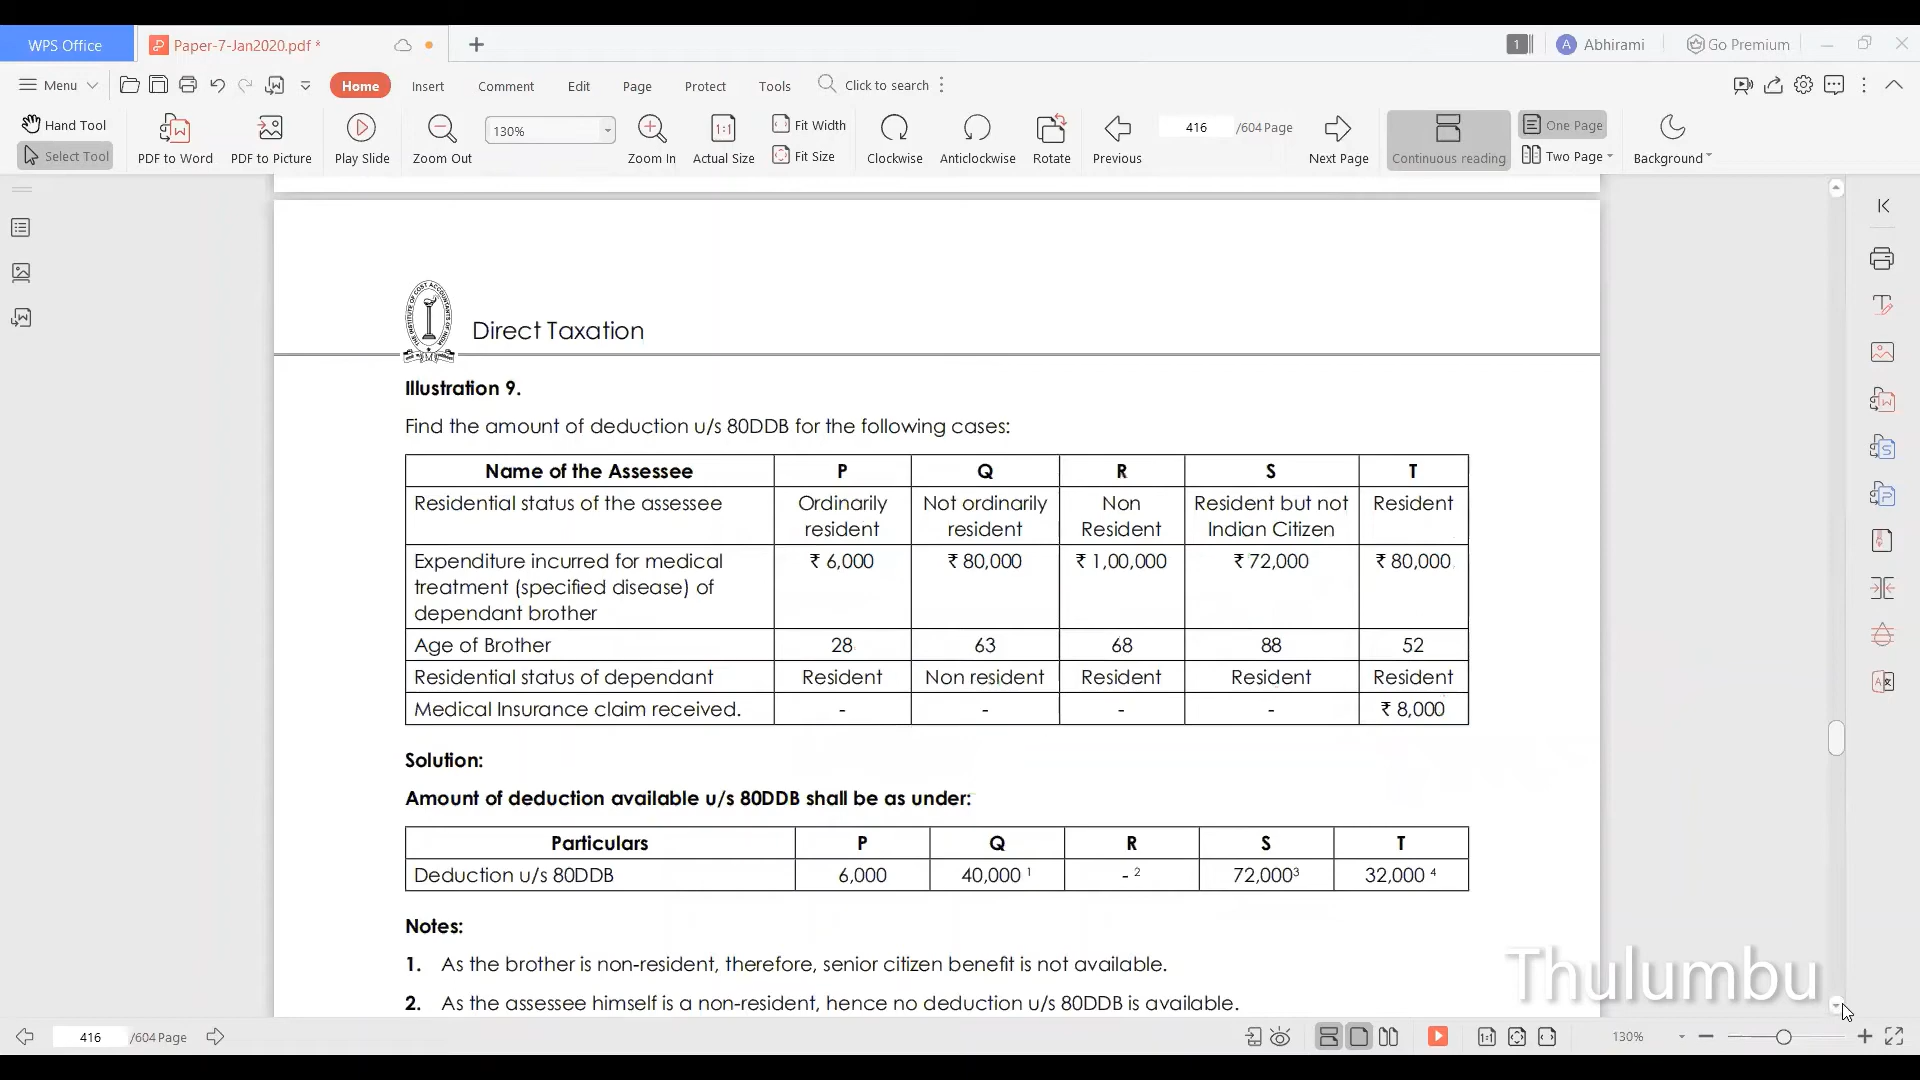 WPS Office
Paper-7-Jan2020.pdf *
1
A Abhirami
Go Premium
Menu
Home
Insert
Comment
Edit
Page
Protect
Tools
Click to search
Hand Tool
Select Tool
PDF to Word
PDF to Picture
Play Slide
Zoom Out
130%
Zoom In
1:1
Actual Size
Fit Width
Fit Size
Clockwise
Anticlockwise
Rotate
Previous
416 /604 Page
Next Page
Continuous reading
One Page
Two Page
Background
Direct Taxation
Illustration 9.
Find the amount of deduction u/s 80DDB for the following cases:
Name of the Assessee P Q R S T
Residential status of the assessee Ordinarily resident Not ordinarily resident Non Resident Resident but not Indian Citizen Resident
Expenditure incurred for medical treatment (specified disease) of dependant brother ₹ 6,000 ₹ 80,000 ₹ 1,00,000 ₹ 72,000 ₹ 80,000
Age of Brother 28 63 68 88 52
Residential status of dependant Resident Non resident Resident Resident Resident
Medical Insurance claim received. - - - - ₹ 8,000
Solution:
Amount of deduction available u/s 80DDB shall be as under:
Particulars P Q R S T
Deduction u/s 80DDB 6,000 40,000 ¹ - ² 72,000³ 32,000 ⁴
Notes:
1. As the brother is non-resident, therefore, senior citizen benefit is not available.
2. As the assessee himself is a non-resident, hence no deduction u/s 80DDB is available.
Thulumbu
416 /604 Page
130%